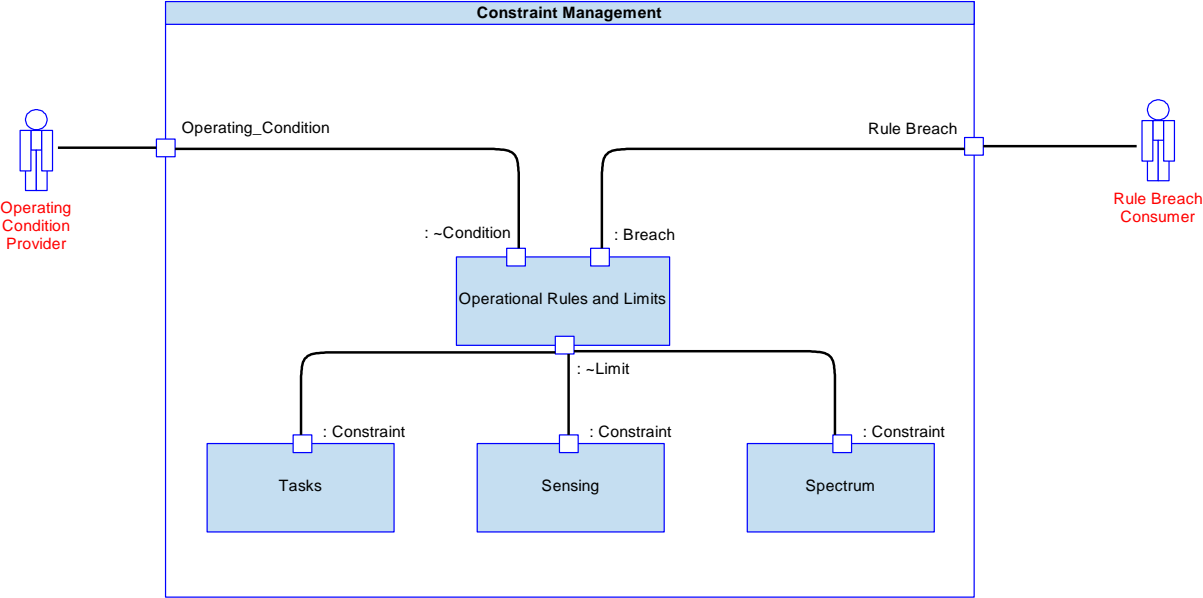 Constraint Management
Operating_Condition
Rule Breach
Operating
Condition
Provider
Rule Breach
Consumer
: ~Condition
: Breach
Operational Rules and Limits
: ~Limit
: Constraint
: Constraint
: Constraint
Tasks
Sensing
Spectrum